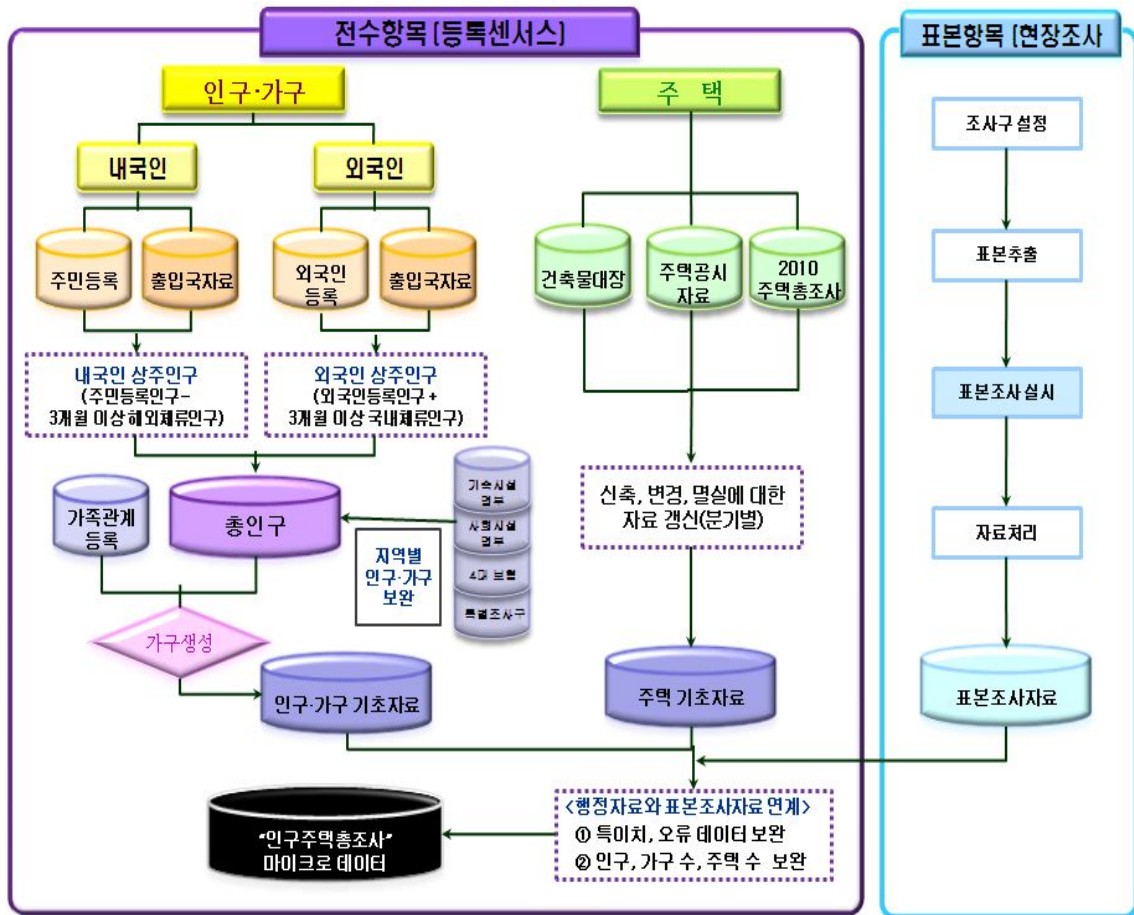 전수항목 (등록센서스)
인구·가구
내국인
외국인
주민등록
출입국자료
외국인
등록
출입국자료
내국인 상주인구
(주민등록인구-
3개월 이상 해외체류인구)
외국인 상주인구
(외국인등록인구 +
3개월 이상 국내체류인구)
가족관계
등록
총인구
지역별
인구·가구
보완
기숙시설
명부
사회시설
명부
4대 보험
특별조사구
가구생성
인구·가구 기초자료
주 택
건축물대장
주택공시
자료
2010
주택총조사
신축, 변경, 멸실에 대한
자료 갱신(분기별)
주택 기초자료
<행정자료와 표본조사자료 연계>
① 특이치, 오류 데이터 보완
② 인구, 가구 수, 주택 수 보완
"인구주택총조사"
마이크로 데이터
표본항목 (현장조사
조사구 설정
표본추출
표본조사 실시
자료처리
표본조사자료